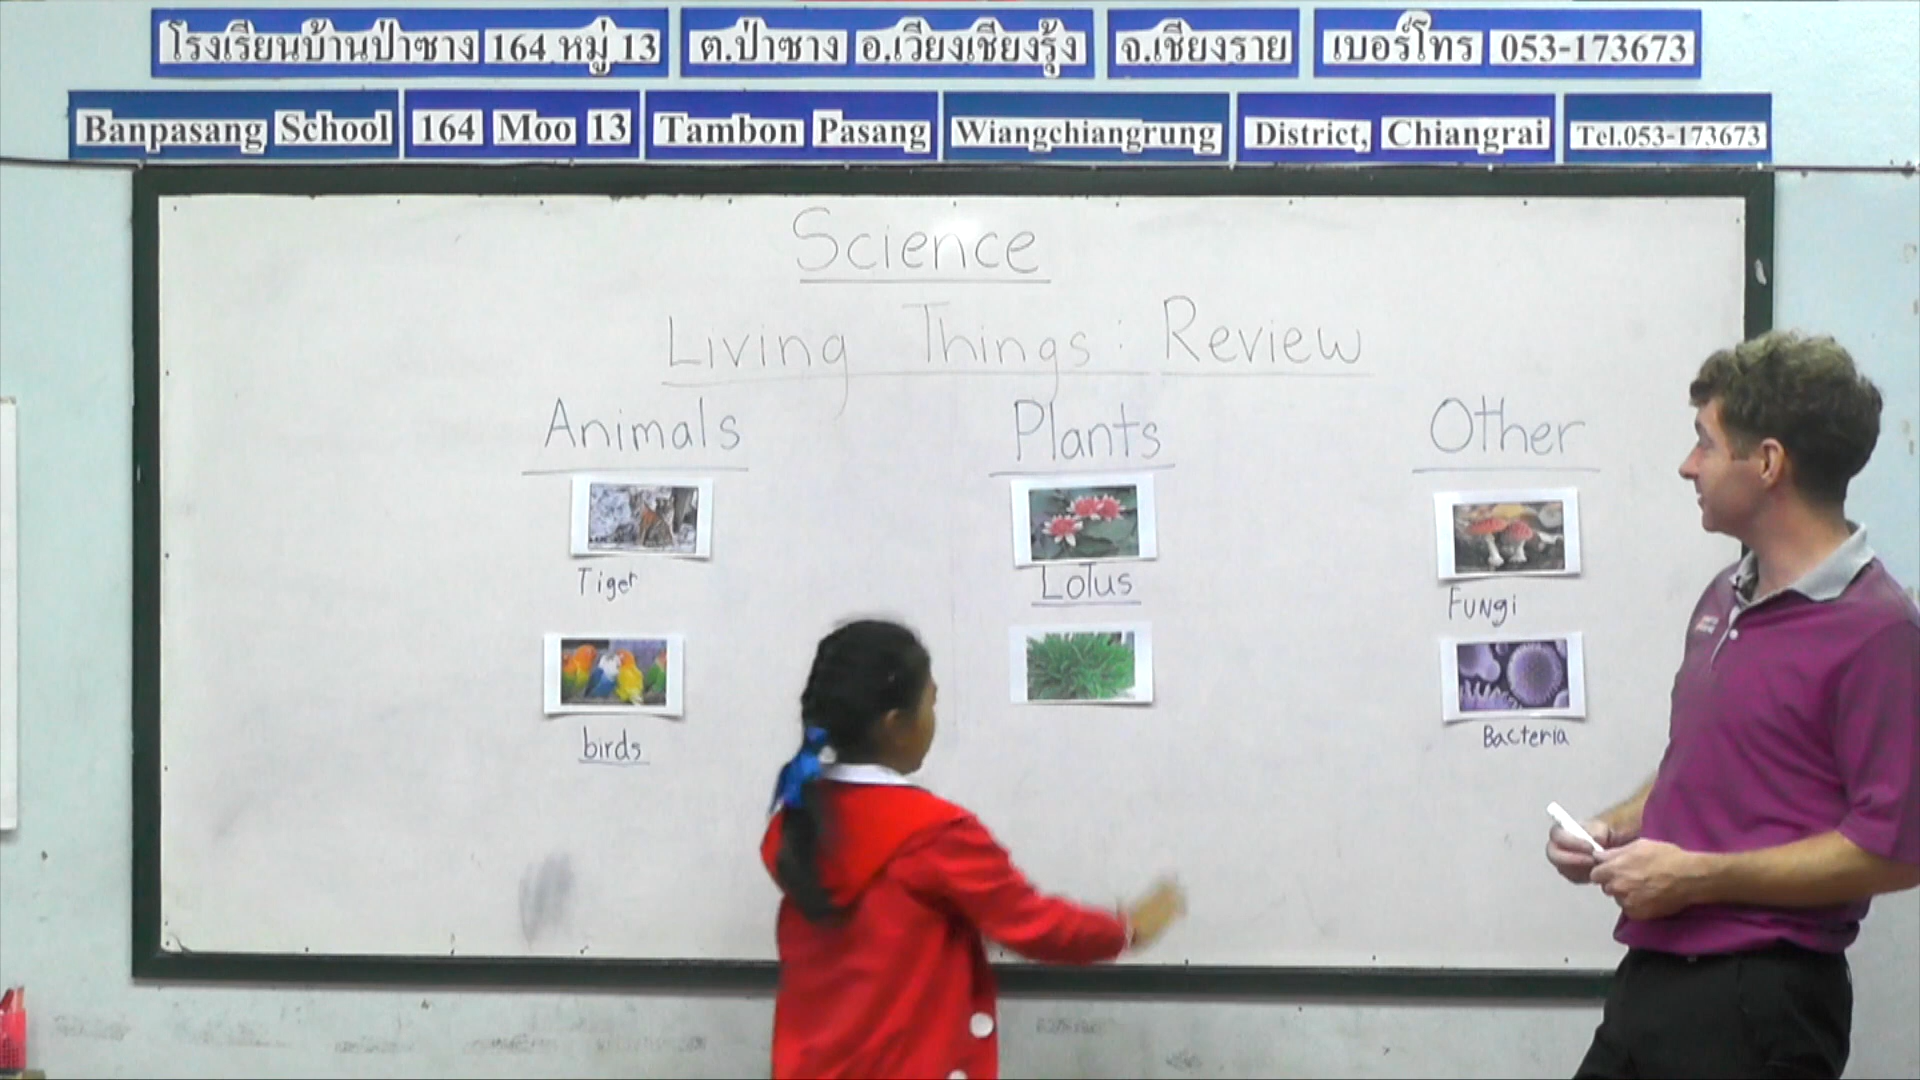 โรงเรียนบ้านป่าซาง 164 หมู่ 13 ต.ป่าซาง อ.เวียงเชียงรุ้ง จ.เชียงราย เบอร์โทร 053-173673
Banpasang School 164 Moo 13 Tambon Pasang Wiangchiangrung District, Chiangrai Tel.053-173673
Science
Living Things: Review
Animals Plants Other
Tiger Lotus Fungi
birds Bacteria